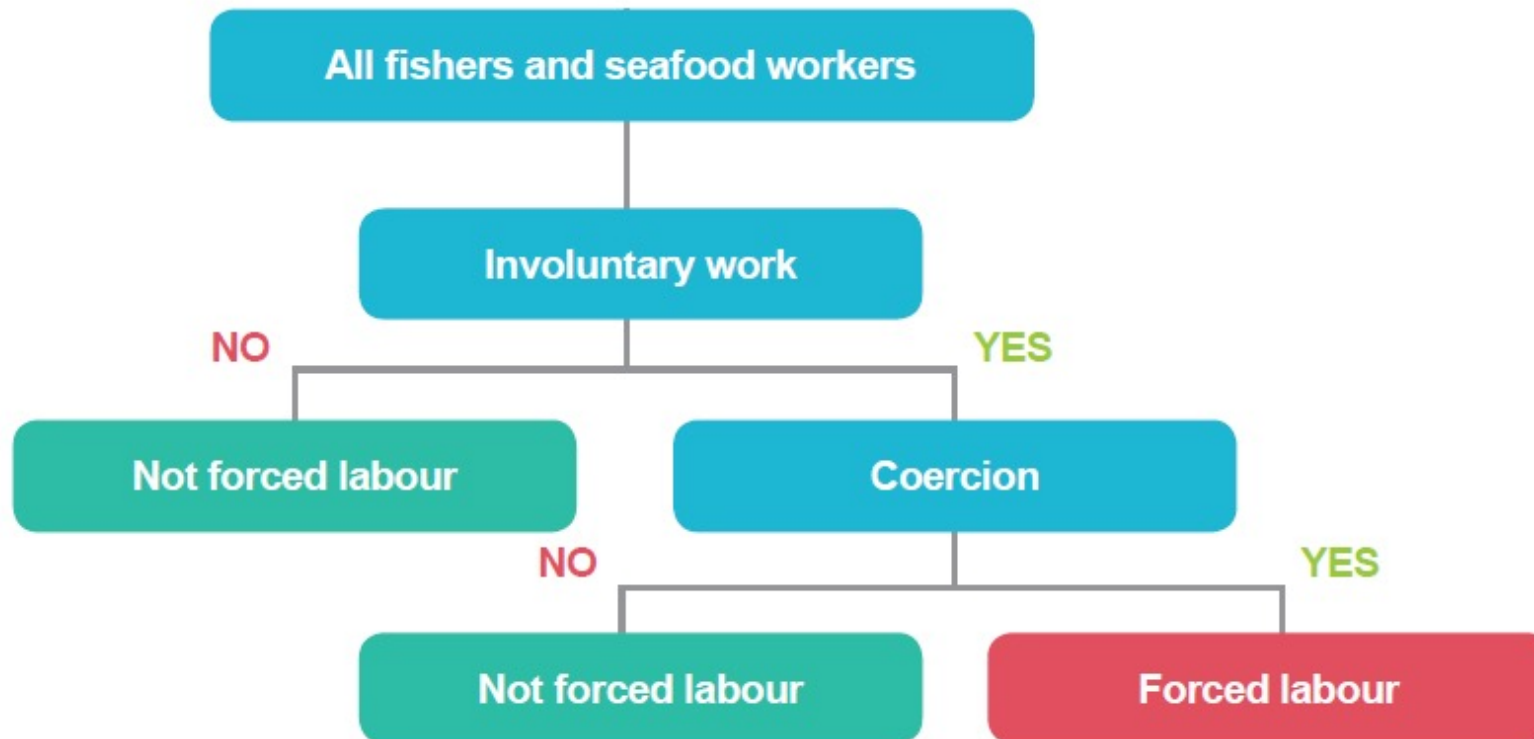 All fishers and seafood workers
Involuntary work
NO
YES
Not forced labour
Coercion
NO
YES
Not forced labour
Forced labour